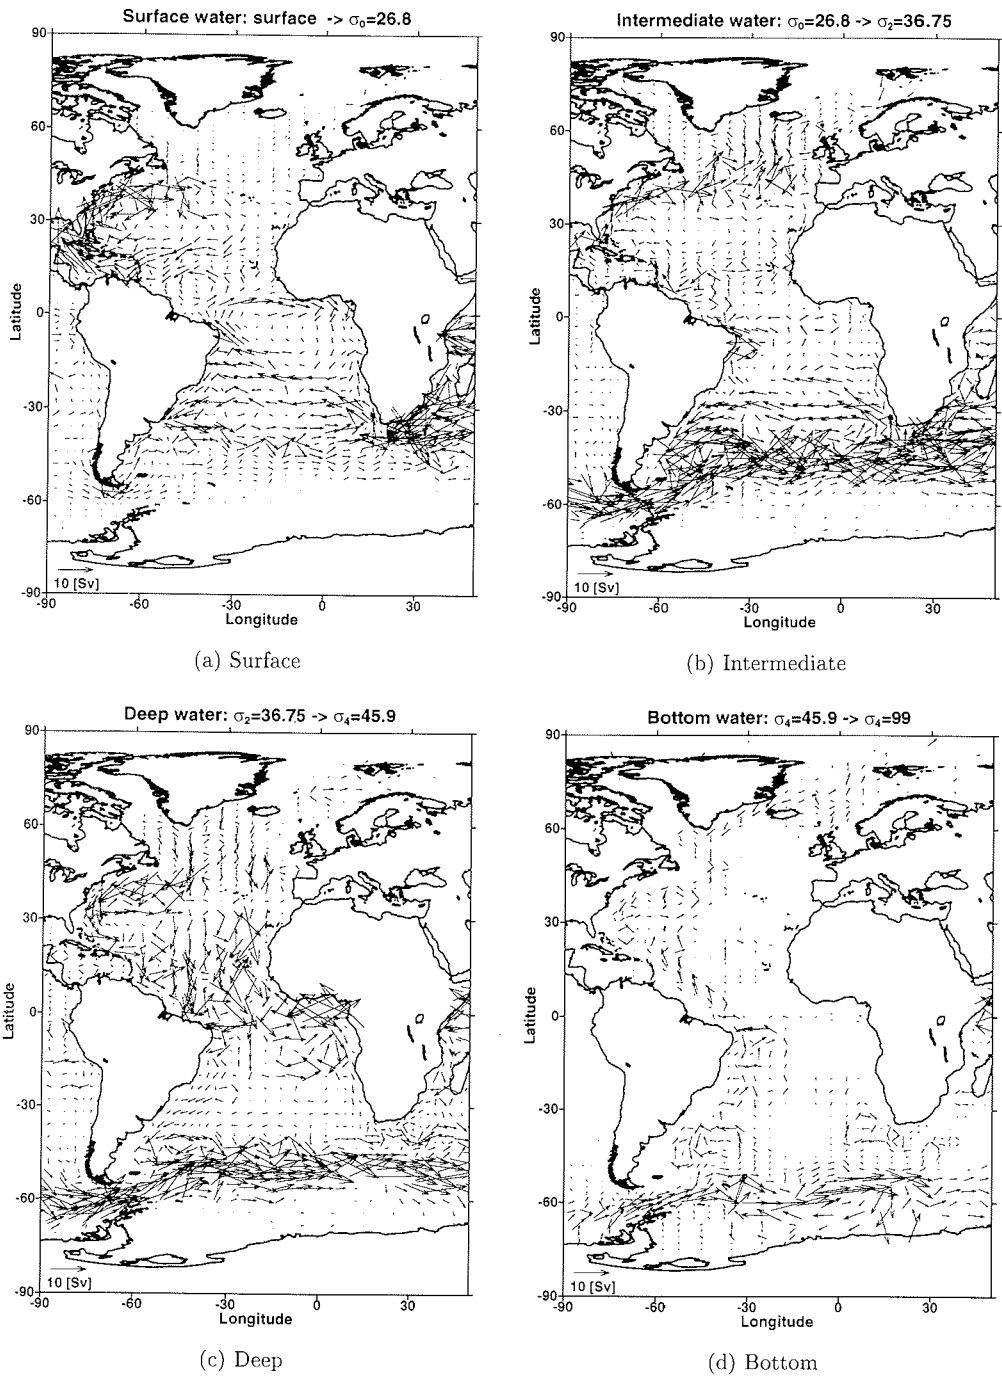 Surface water: surface -> σ₀=26.8
90
60
30
0
-30
-60
-90
Latitude
10 [Sv]
-90
-60
-30
0
30
Longitude
(a) Surface
Intermediate water: σ₀=26.8 -> σ₂=36.75
90
60
30
0
-30
-60
-90
Latitude
10 [Sv]
-90
-60
-30
0
30
Longitude
(b) Intermediate
Deep water: σ₂=36.75 -> σ₄=45.9
90
60
30
0
-30
-60
-90
Latitude
10 [Sv]
-90
-60
-30
0
30
Longitude
(c) Deep
Bottom water: σ₄=45.9 -> σ₄=99
90
60
30
0
-30
-60
-90
Latitude
10 [Sv]
-90
-60
-30
0
30
Longitude
(d) Bottom